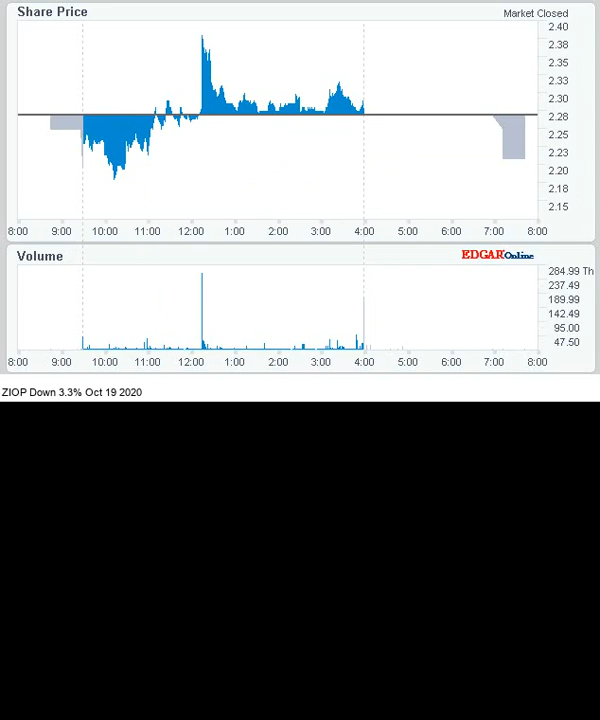 Share Price
Market Closed
2.40
2.38
2.35
2.33
2.30
2.28
2.25
2.23
2.20
2.18
2.15
8:00 9:00 10:00 11:00 12:00 1:00 2:00 3:00 4:00 5:00 6:00 7:00 8:00
Volume
EDGAROnline
284.99 Th
237.49
189.99
142.49
95.00
47.50
8:00 9:00 10:00 11:00 12:00 1:00 2:00 3:00 4:00 5:00 6:00 7:00 8:00
ZIOP Down 3.3% Oct 19 2020